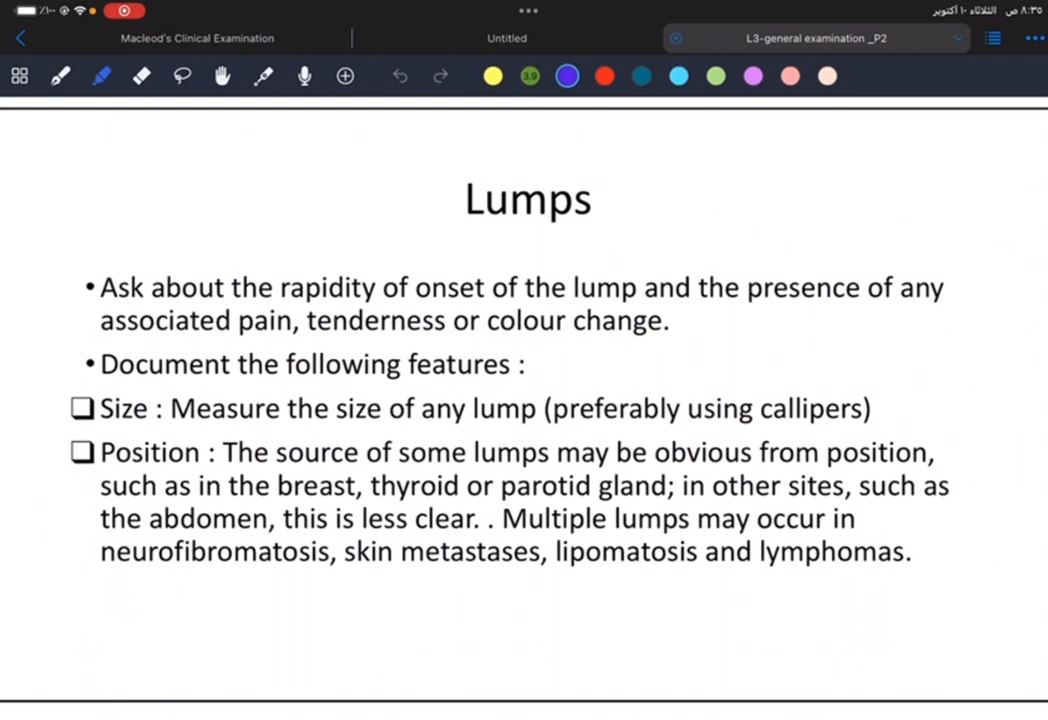 ٪١٠٠
٨:٣٥ ص الثلاثاء ١٠ أكتوبر
Macleod's Clinical Examination
Untitled
L3-general examination _P2
3.9
Lumps
•Ask about the rapidity of onset of the lump and the presence of any
associated pain, tenderness or colour change.
•Document the following features :
❑Size : Measure the size of any lump (preferably using callipers)
❑Position : The source of some lumps may be obvious from position,
such as in the breast, thyroid or parotid gland; in other sites, such as
the abdomen, this is less clear. . Multiple lumps may occur in
neurofibromatosis, skin metastases, lipomatosis and lymphomas.